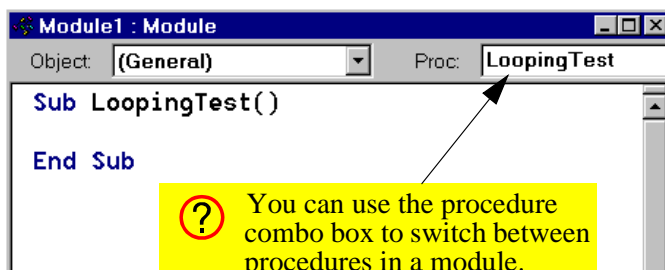 Module1 : Module
Object: (General) Proc: LoopingTest
Sub LoopingTest()
End Sub
? You can use the procedure
combo box to switch between
procedures in a module.